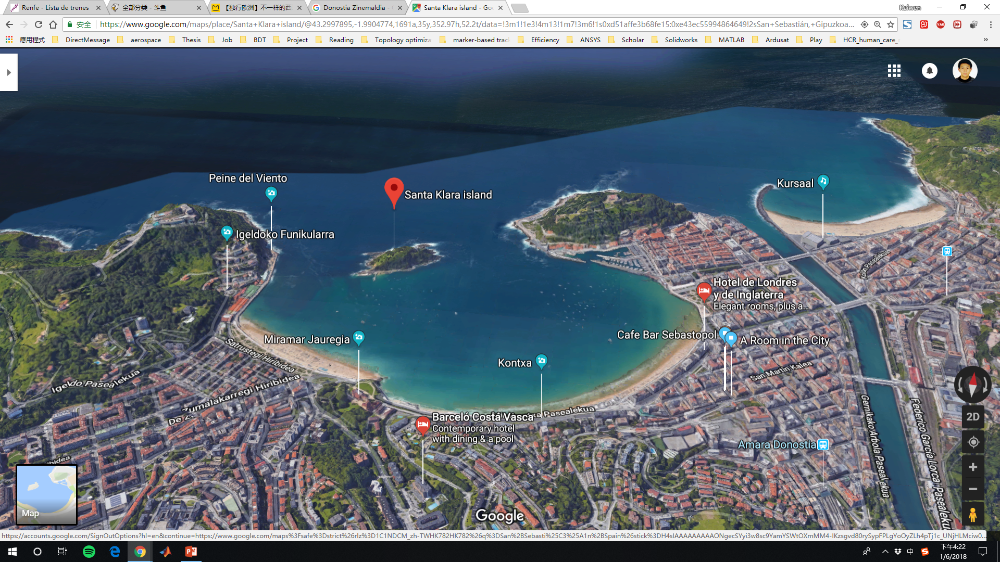 Renfe - Lista de trenes
全部分类 - 斗鱼
【独行欧洲】不一样的西
Donostia Zinemaldia -
Santa Klara island - Goo
Kaiwen
安全
https://www.google.com/maps/place/Santa+Klara+island/@43.2997895,-1.9904774,1691a,35y,352.97h,52.2t/data=!3m1!1e3!4m13!1m7!3m6!1s0xd51affe3b68fe15:0xe43ec55994864649!2sSan+Sebastián,+Gipuzkoa...
應用程式
DirectMessage
aerospace
Thesis
Job
BDT
Project
Reading
Topology optimiza
marker-based trac
Efficiency
ANSYS
Scholar
Solidworks
MATLAB
Ardusat
Play
HCR_human_care_
»
Peine del Viento
Santa Klara island
Kursaal
Igeldoko Funikularra
Kolon Pasealekua
Hotel de Londres
y de Inglaterra
Elegant rooms, plus a...
Cafe Bar Sebastopol
A Room in the City
Miramar Jauregia
Satrustegi Hiribidea
Kontxa
San Martin Kalea
Igeldo Pasealekua
De Zumalakarregi Hiribidea
Zumalakarregi Hiribidea
Pasealekua
Barceló Costa Vasca
Contemporary hotel
with dining & a pool
Gernikako Arbola Pasealekua
Federico García Lorca Pasealekua
2D
Amara Donostia
Hiribidea
Map
Google
https://accounts.google.com/SignOutOptions?hl=en&continue=https://www.google.com/maps%3Fsafe%3Dstrict%26rlz%3D1C1NDCM_zh-TWHK782HK782%26q%3DSan%2BSebasti%25C3%25A1n%2BSpain%26stick%3DH4sIAAAAAAAAAONgecSYyi3w8sc9YamYSWtOXmMM4-IKzsgvd80rySypFPLgYoOyZLh4pTj1c_UNjHLMciw0...
中
下午4:22
1/6/2018